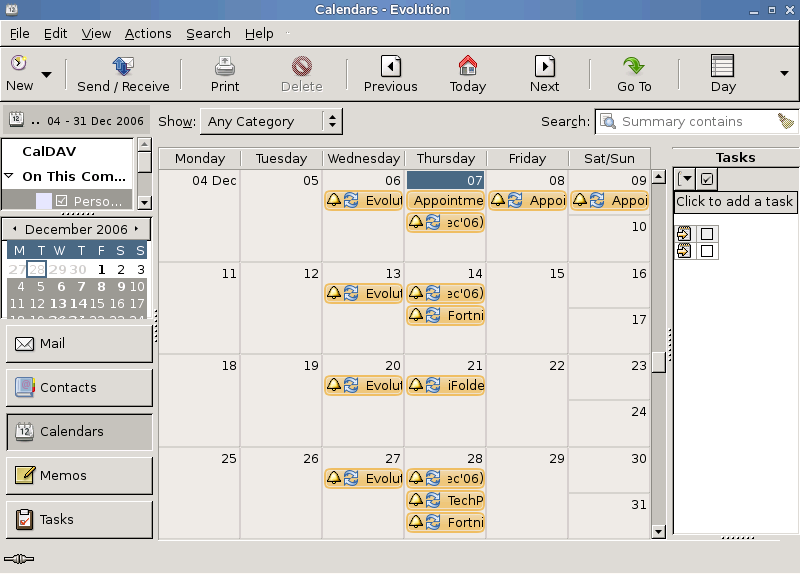 Calendars - Evolution
File Edit View Actions Search Help
New Send / Receive Print Delete Previous Today Next Go To Day
.. 04 - 31 Dec 2006 Show: Any Category Search: Summary contains
CalDAV
On This Com...
Perso...
December 2006
M T W T F S S
27 28 29 30 1 2 3
4 5 6 7 8 9 10
11 12 13 14 15 16 17
Mail
Contacts
Calendars
Memos
Tasks
Monday Tuesday Wednesday Thursday Friday Sat/Sun
04 Dec 05 06 07 08 09
Evolut Appointme Appoi Appoi
ec'06)
10
11 12 13 14 15 16
Evolut ec'06)
Fortni
17
18 19 20 21 22 23
Evolut iFolde
24
25 26 27 28 29 30
Evolut ec'06)
TechP
31
Fortni
Tasks
Click to add a task